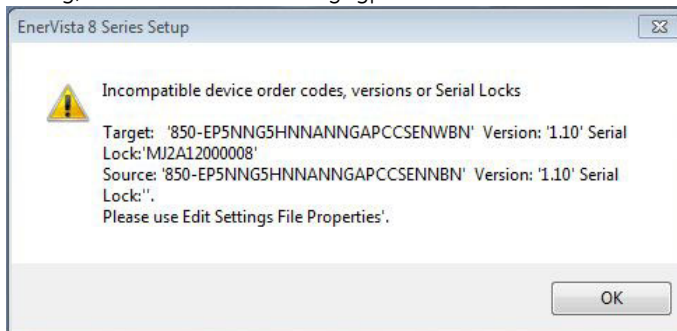 EnerVista 8 Series Setup
Incompatible device order codes, versions or Serial Locks
Target: '850-EP5NNG5HNNANNGAPCCSENWBN' Version: '1.10' Serial
Lock:'MJ2A12000008'
Source: '850-EP5NNG5HNNANNGAPCCSENNBN' Version: '1.10' Serial
Lock:''.
Please use Edit Settings File Properties'.
OK